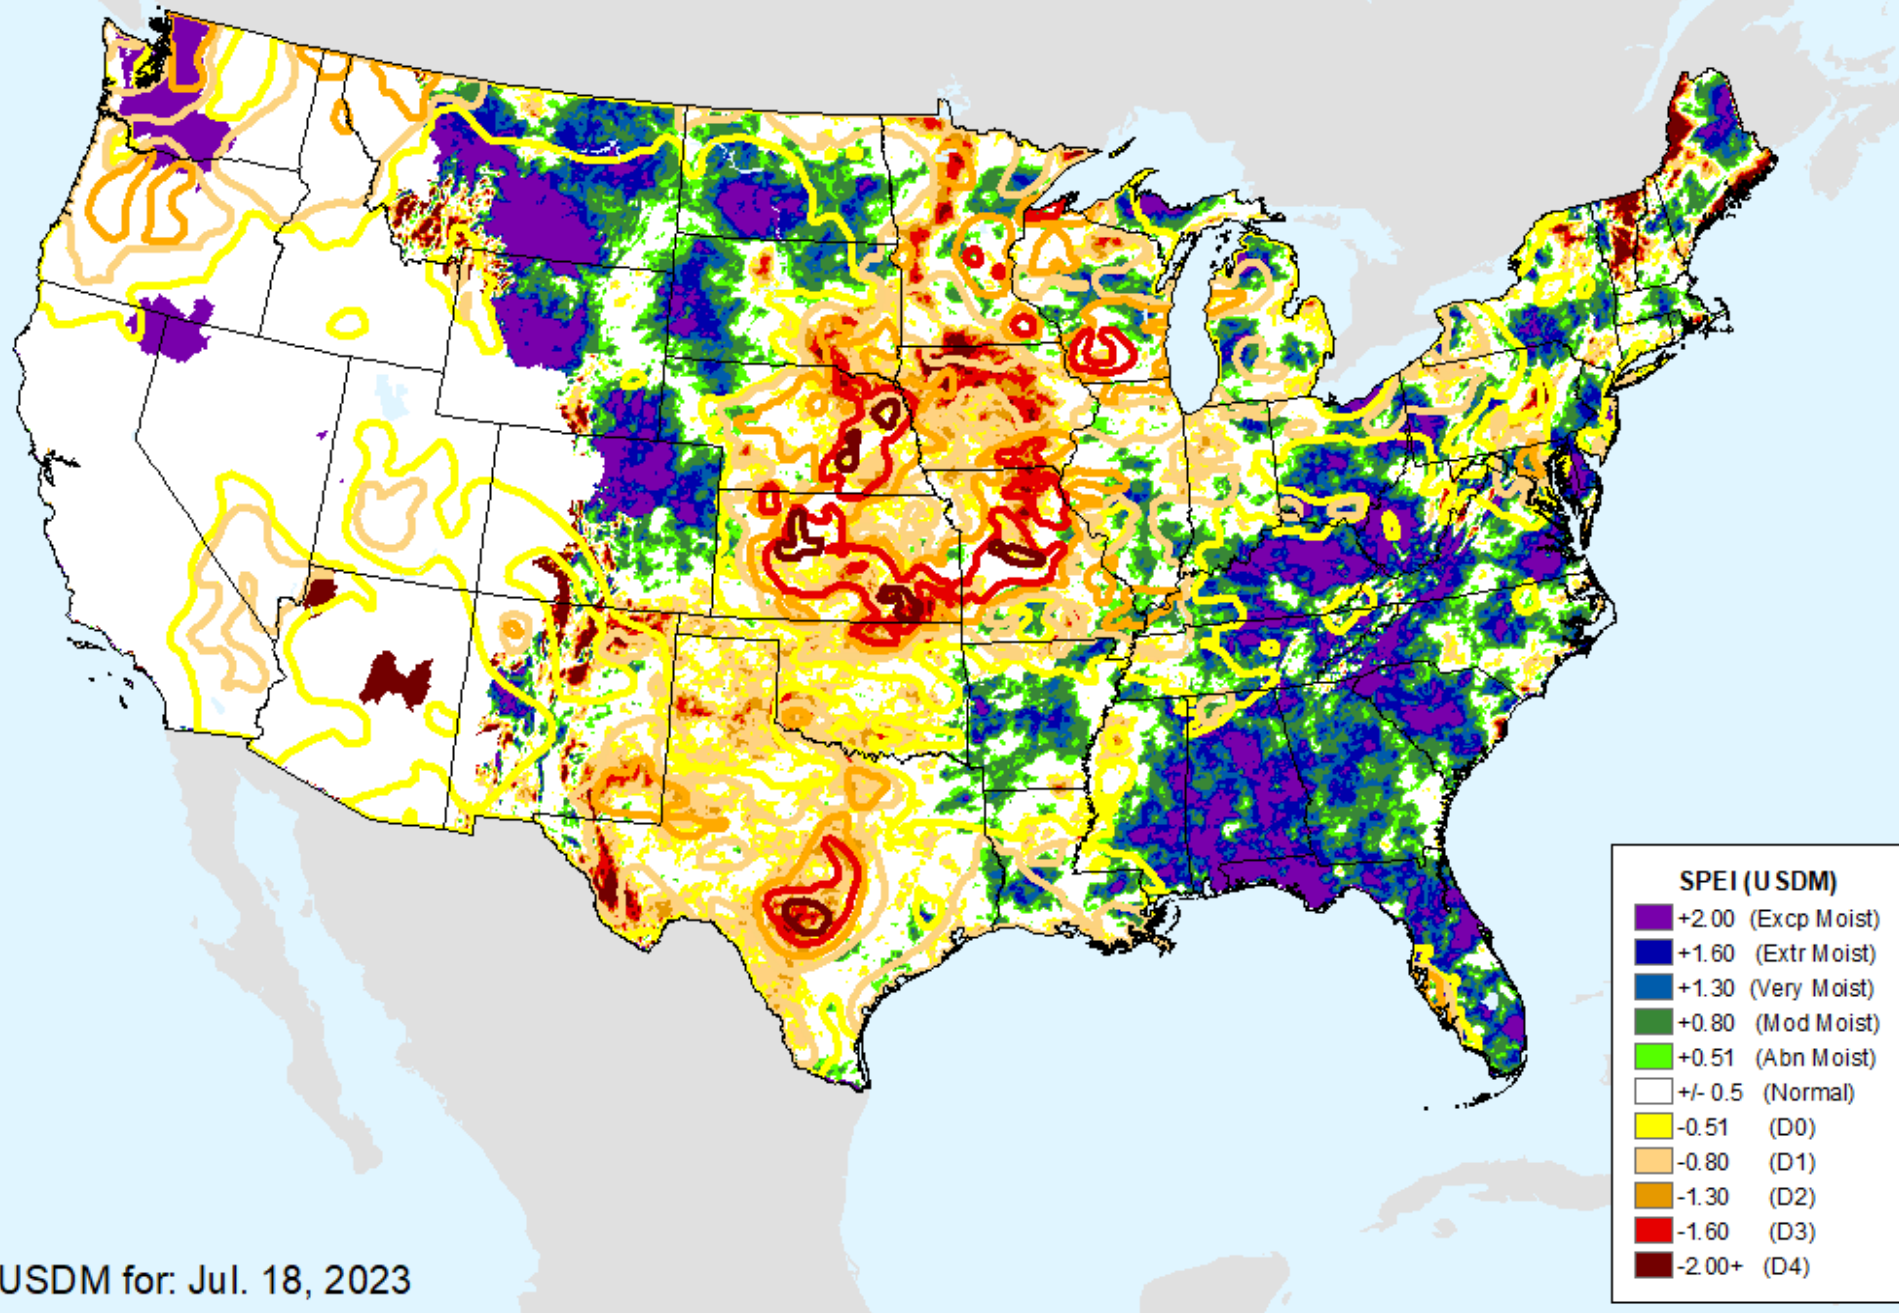 SPEI (USDM)
+2.00 (Excp Moist)
+1.60 (Extr Moist)
+1.30 (Very Moist)
+0.80 (Mod Moist)
+0.51 (Abn Moist)
+/- 0.5 (Normal)
-0.51 (D0)
-0.80 (D1)
-1.30 (D2)
-1.60 (D3)
-2.00+ (D4)
USDM for: Jul. 18, 2023